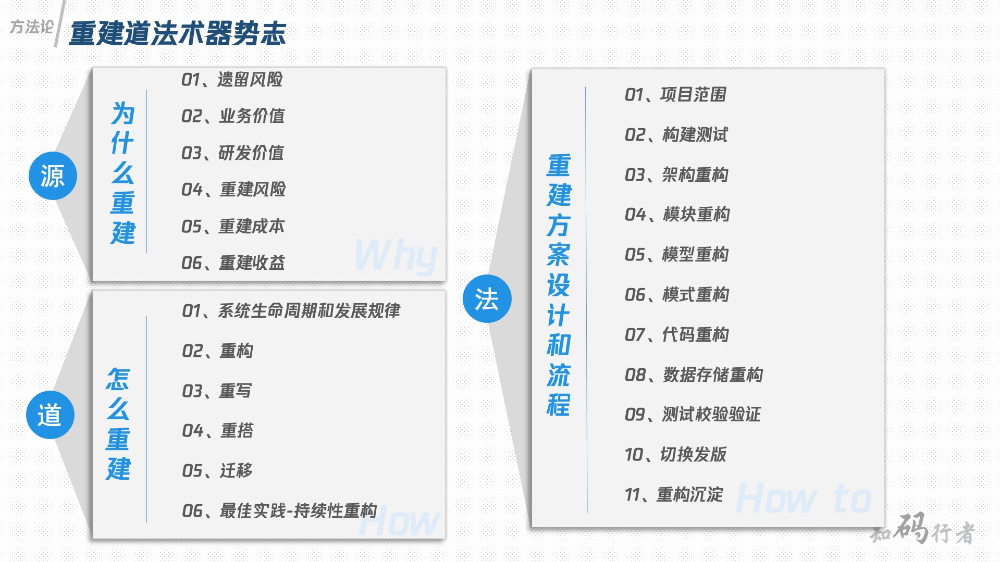 方法论
重建道法术器势志
源
为什么重建
01、遗留风险
02、业务价值
03、研发价值
04、重建风险
05、重建成本
06、重建收益
Why
道
怎么重建
01、系统生命周期和发展规律
02、重构
03、重写
04、重搭
05、迁移
06、最佳实践-持续性重构
How
法
重建方案设计和流程
01、项目范围
02、构建测试
03、架构重构
04、模块重构
05、模型重构
06、模式重构
07、代码重构
08、数据存储重构
09、测试校验验证
10、切换发版
11、重构沉淀
How to
知码行者